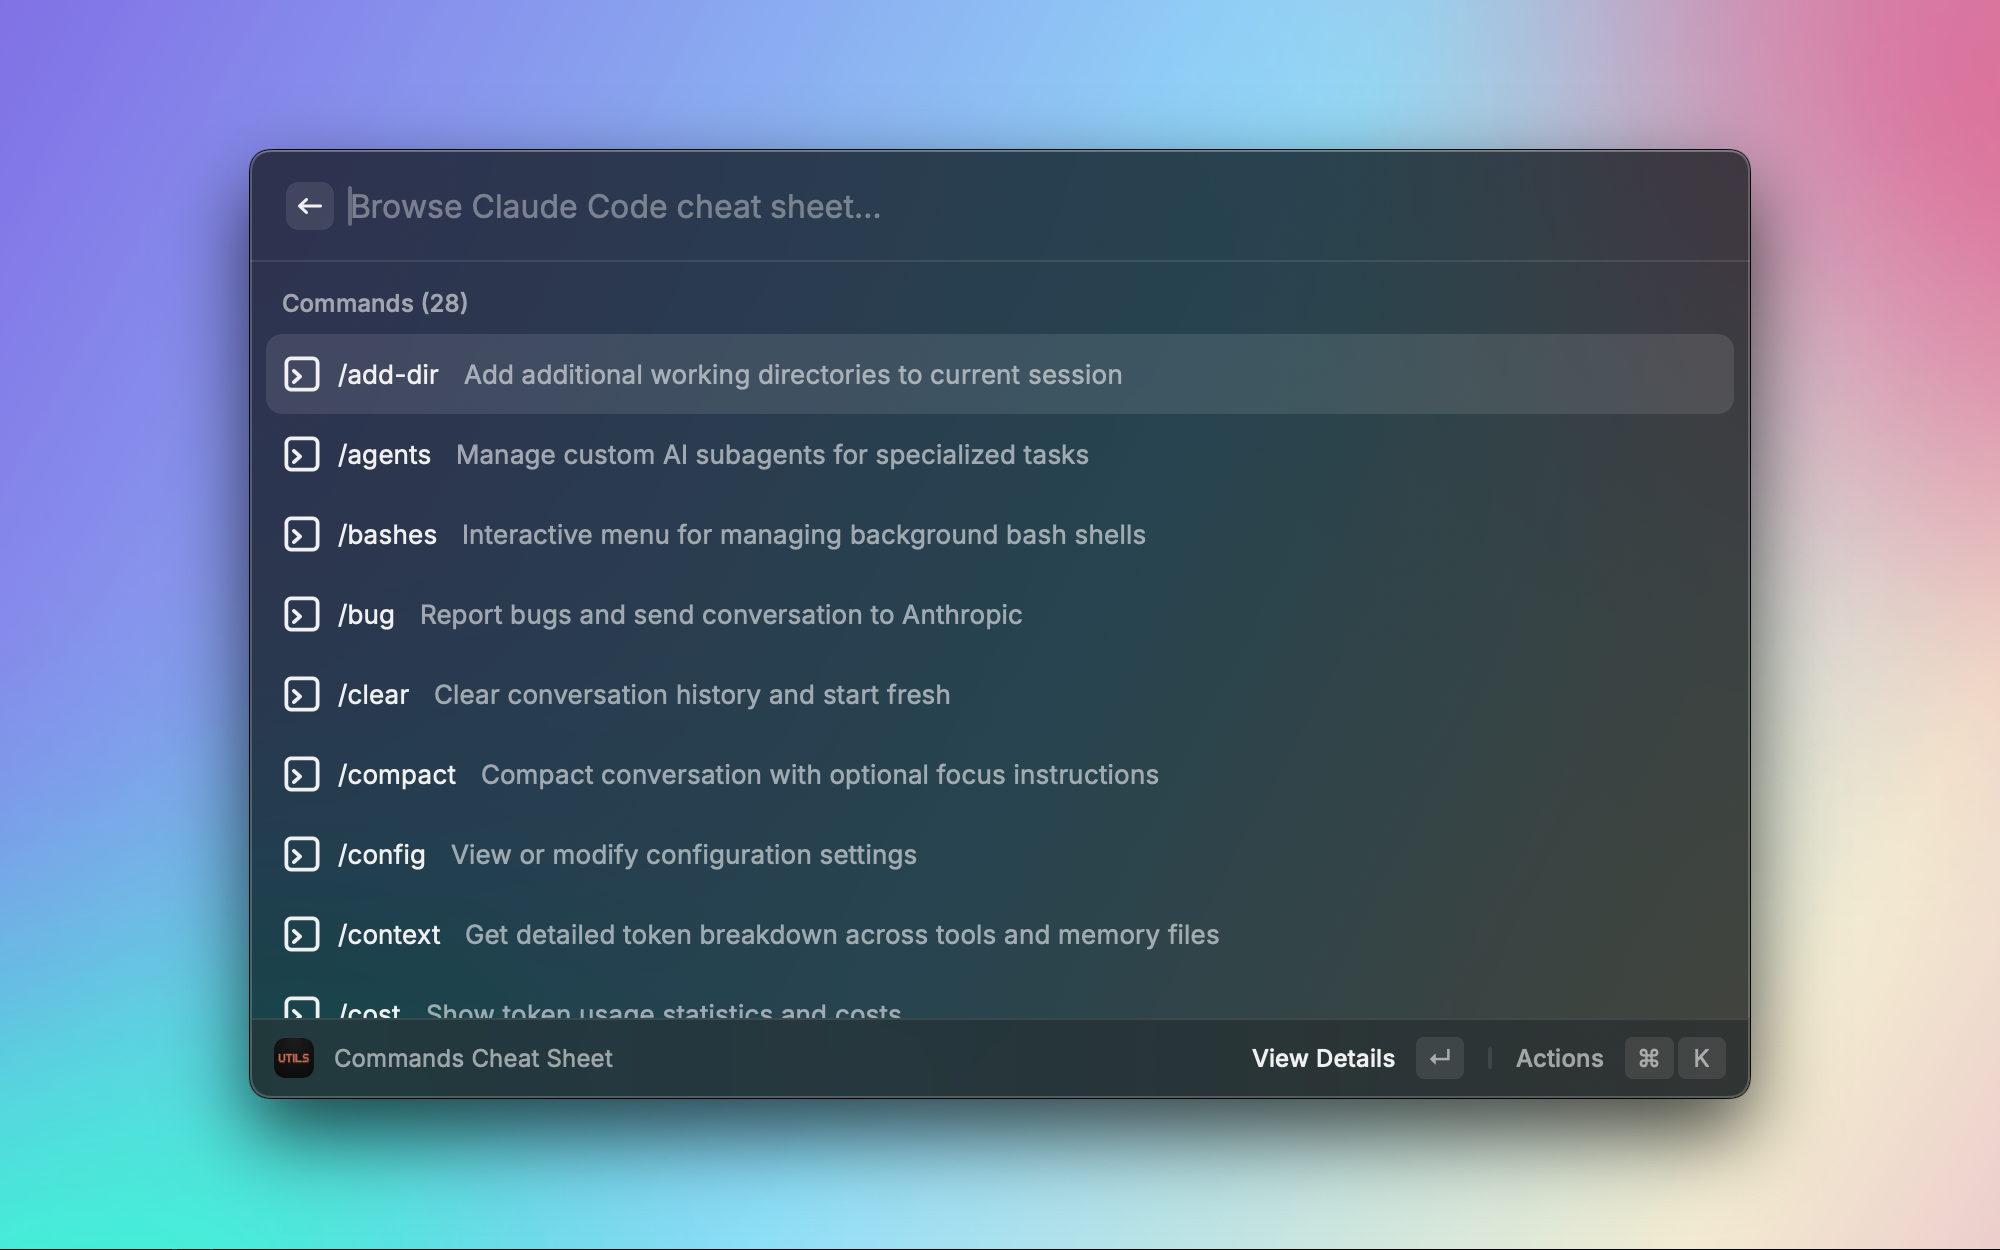 Browse Claude Code cheat sheet...
Commands (28)
/add-dir Add additional working directories to current session
/agents Manage custom AI subagents for specialized tasks
/bashes Interactive menu for managing background bash shells
/bug Report bugs and send conversation to Anthropic
/clear Clear conversation history and start fresh
/compact Compact conversation with optional focus instructions
/config View or modify configuration settings
/context Get detailed token breakdown across tools and memory files
/cost Show token usage statistics and costs
UTILS Commands Cheat Sheet View Details ↵ Actions ⌘ K